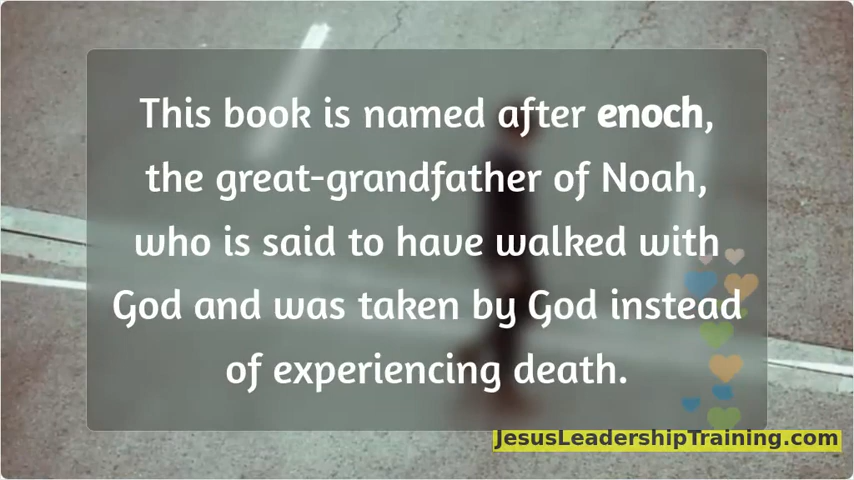 This book is named after enoch,
the great-grandfather of Noah,
who is said to have walked with
God and was taken by God instead
of experiencing death.
JesusLeadershipTraining.com